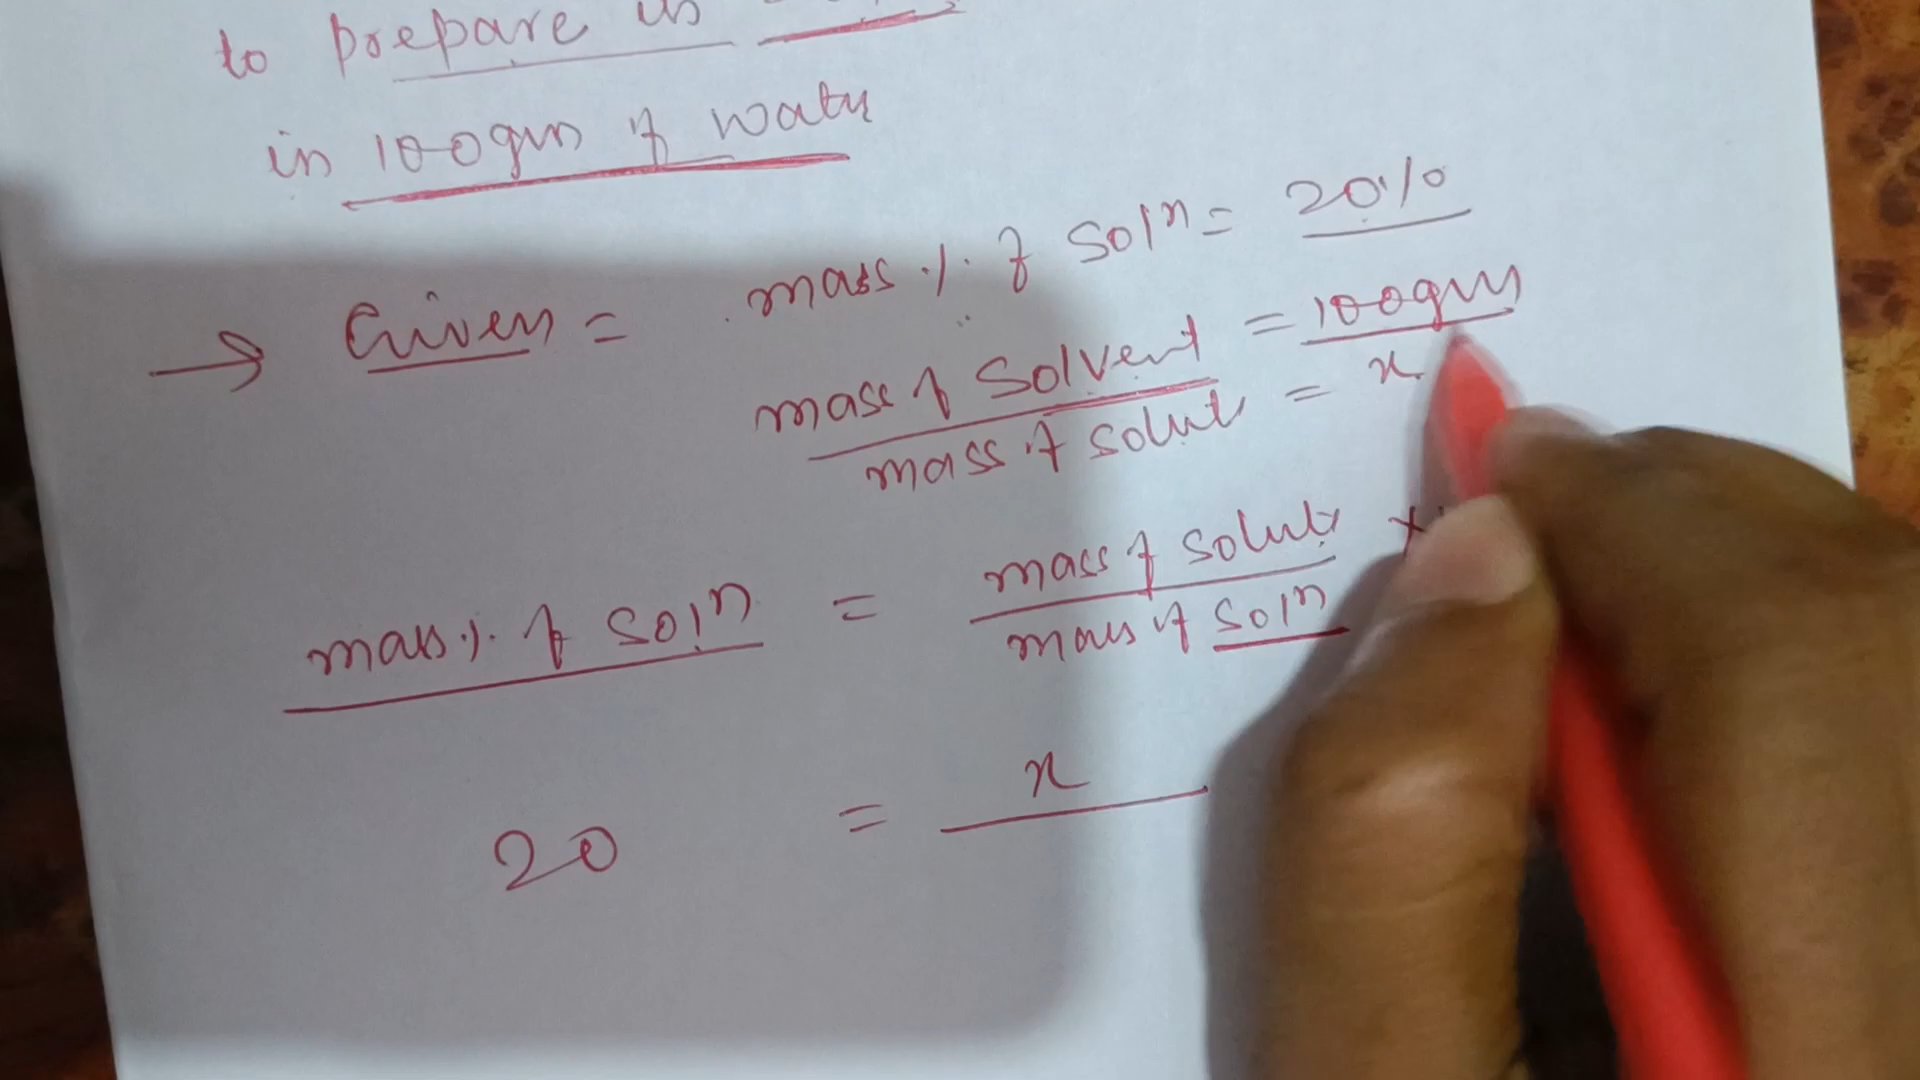 to prepare its
in 100gm of water
→ Given = mass % of solⁿ = 20%
mass of Solvent = 100gm
mass of solute = x
mass % of solⁿ = mass of solute ×
mass of solⁿ
20 = x